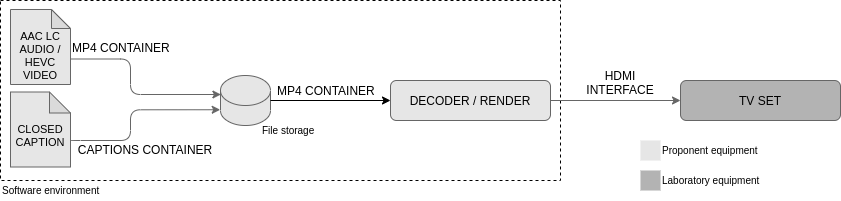 AAC LC
AUDIO /
HEVC
VIDEO
MP4 CONTAINER
CLOSED
CAPTION
CAPTIONS CONTAINER
File storage
MP4 CONTAINER
DECODER / RENDER
HDMI
INTERFACE
TV SET
Proponent equipment
Laboratory equipment
Software environment